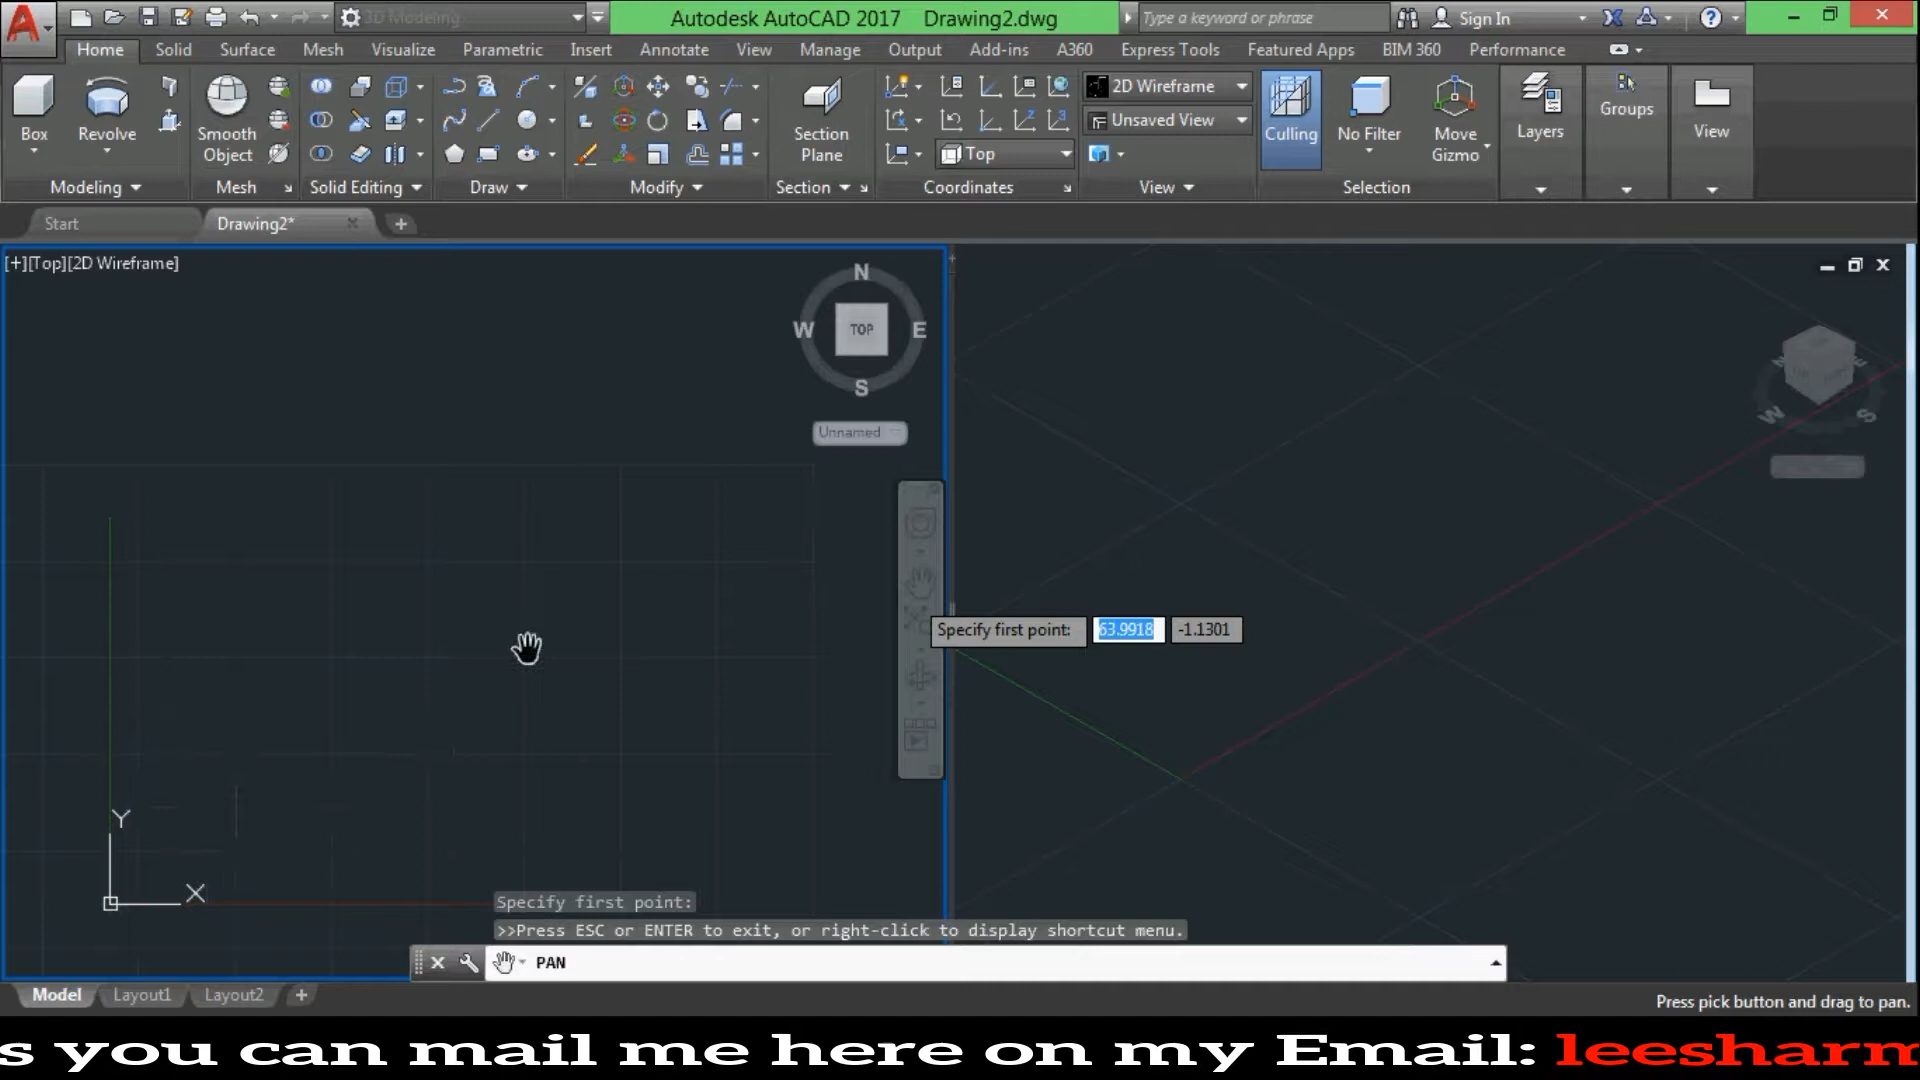 3D Modeling
Autodesk AutoCAD 2017 Drawing2.dwg
Type a keyword or phrase
Sign In
Home Solid Surface Mesh Visualize Parametric Insert Annotate View Manage Output Add-ins A360 Express Tools Featured Apps BIM 360 Performance
2D Wireframe
Unsaved View
Top
Box Revolve
Smooth
Object
Section
Plane
Culling
No Filter
Move
Gizmo
Layers
Groups
View
Modeling Mesh Solid Editing Draw Modify Section Coordinates View Selection
Start Drawing2*
[+][Top][2D Wireframe]
N
W TOP E
S
Unnamed
W S
Specify first point: 63.9918 -1.1301
Y
X
Specify first point:
>>Press ESC or ENTER to exit, or right-click to display shortcut menu.
PAN
Model Layout1 Layout2
Press pick button and drag to pan.
s you can mail me here on my Email: leesharm